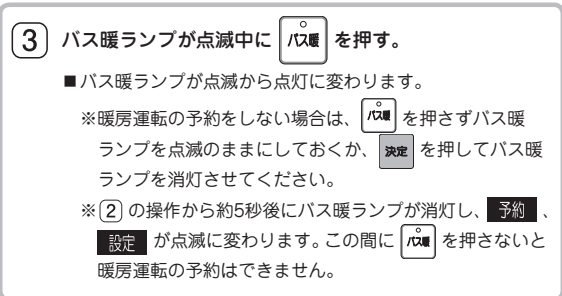 3 バス暖ランプが点滅中に バス暖 を押す。
■バス暖ランプが点滅から点灯に変わります。
※暖房運転の予約をしない場合は、 バス暖 を押さずバス暖
ランプを点滅のままにしておくか、 決定 を押してバス暖
ランプを消灯させてください。
※2 の操作から約5秒後にバス暖ランプが消灯し、 予約 、
設定 が点滅に変わります。この間に バス暖 を押さないと
暖房運転の予約はできません。